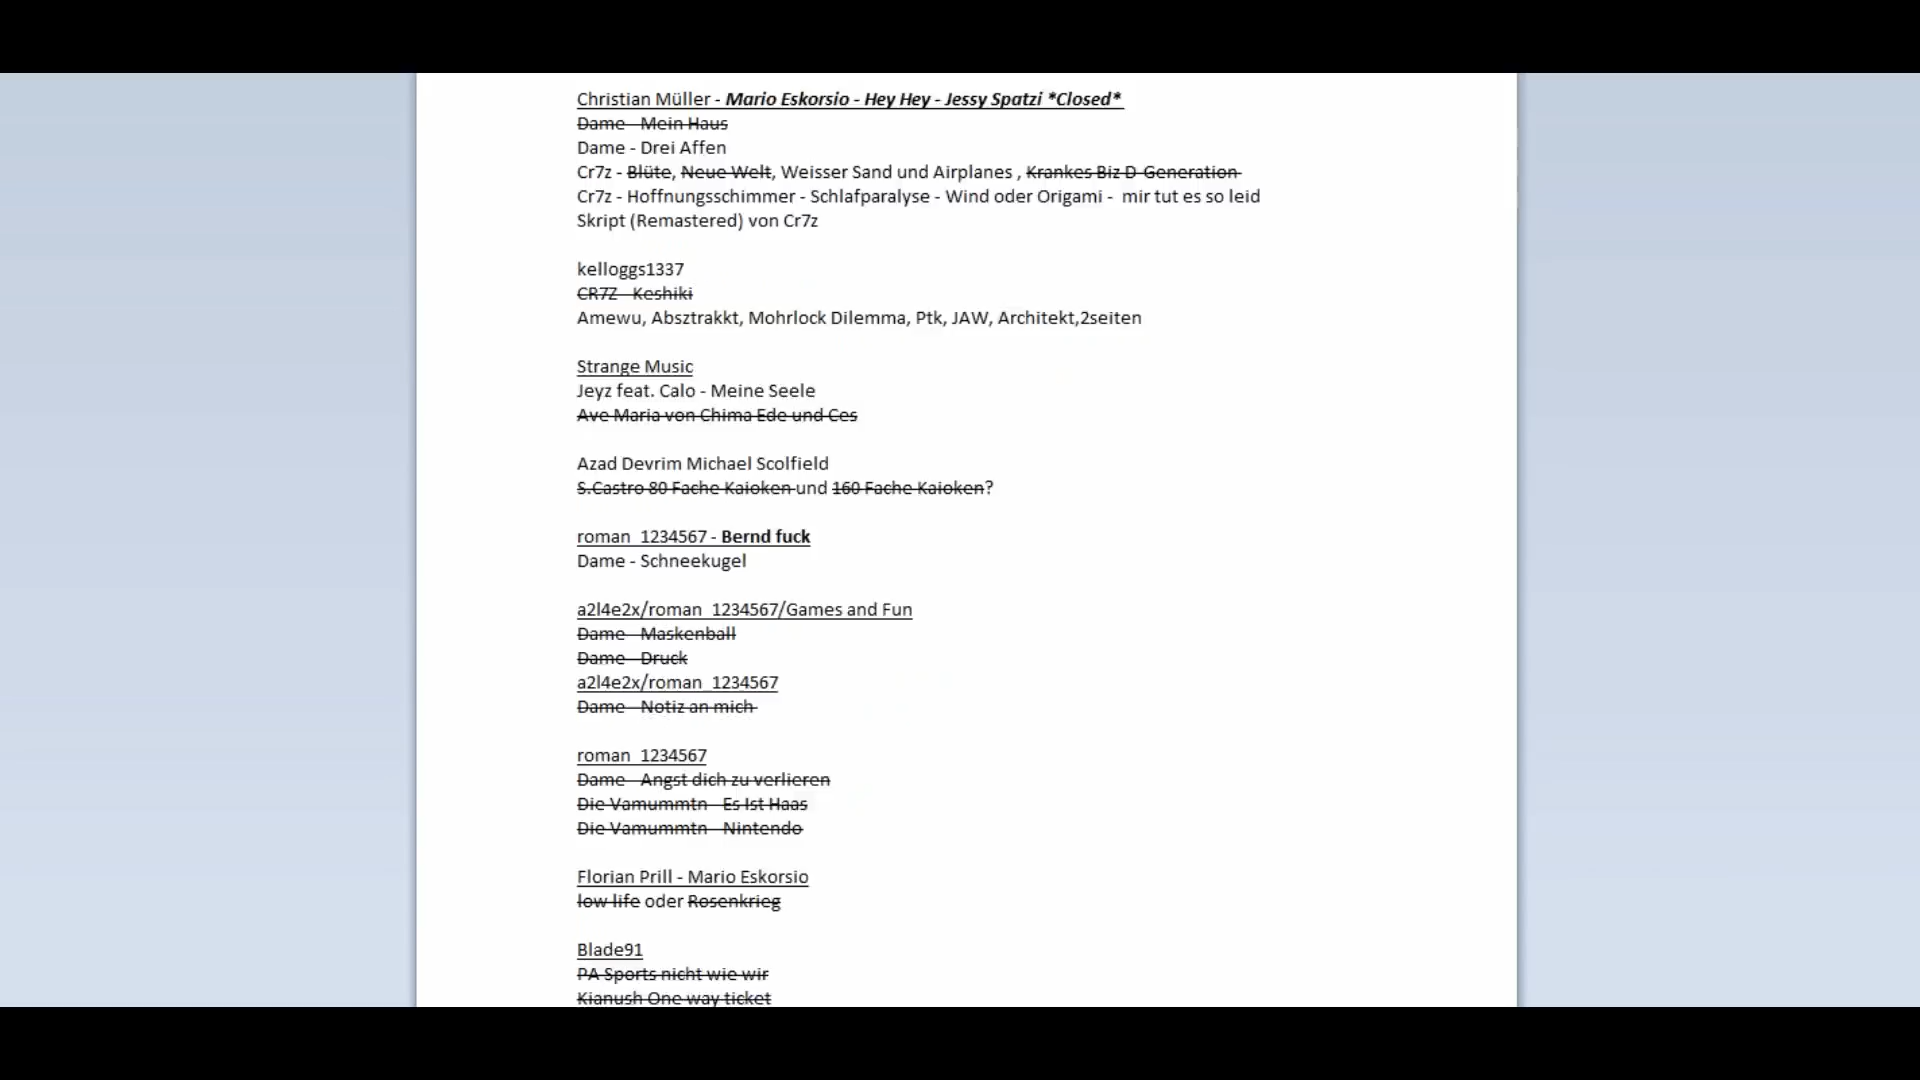 Christian Müller - Mario Eskorsio - Hey Hey - Jessy Spatzi *Closed*
Dame - Mein Haus
Dame - Drei Affen
Cr7z - Blüte, Neue Welt, Weisser Sand und Airplanes , Krankes Biz D-Generation
Cr7z - Hoffnungsschimmer - Schlafparalyse - Wind oder Origami -  mir tut es so leid
Skript (Remastered) von Cr7z
kelloggs1337
CR7Z - Keshiki
Amewu, Absztrakkt, Mohrlock Dilemma, Ptk, JAW, Architekt,2seiten
Strange Music
Jeyz feat. Calo - Meine Seele
Ave Maria von Chima Ede und Ces
Azad Devrim Michael Scolfield
S.Castro 80 Fache Kaioken und 160 Fache Kaioken?
roman_1234567 - Bernd fuck
Dame - Schneekugel
a2l4e2x/roman_1234567/Games and Fun
Dame - Maskenball
Dame - Druck
a2l4e2x/roman_1234567
Dame - Notiz an mich
roman_1234567
Dame - Angst dich zu verlieren
Die Vamummtn - Es Ist Haas
Die Vamummtn - Nintendo
Florian Prill - Mario Eskorsio
low life oder Rosenkrieg
Blade91
PA Sports nicht wie wir
Kianush One way ticket